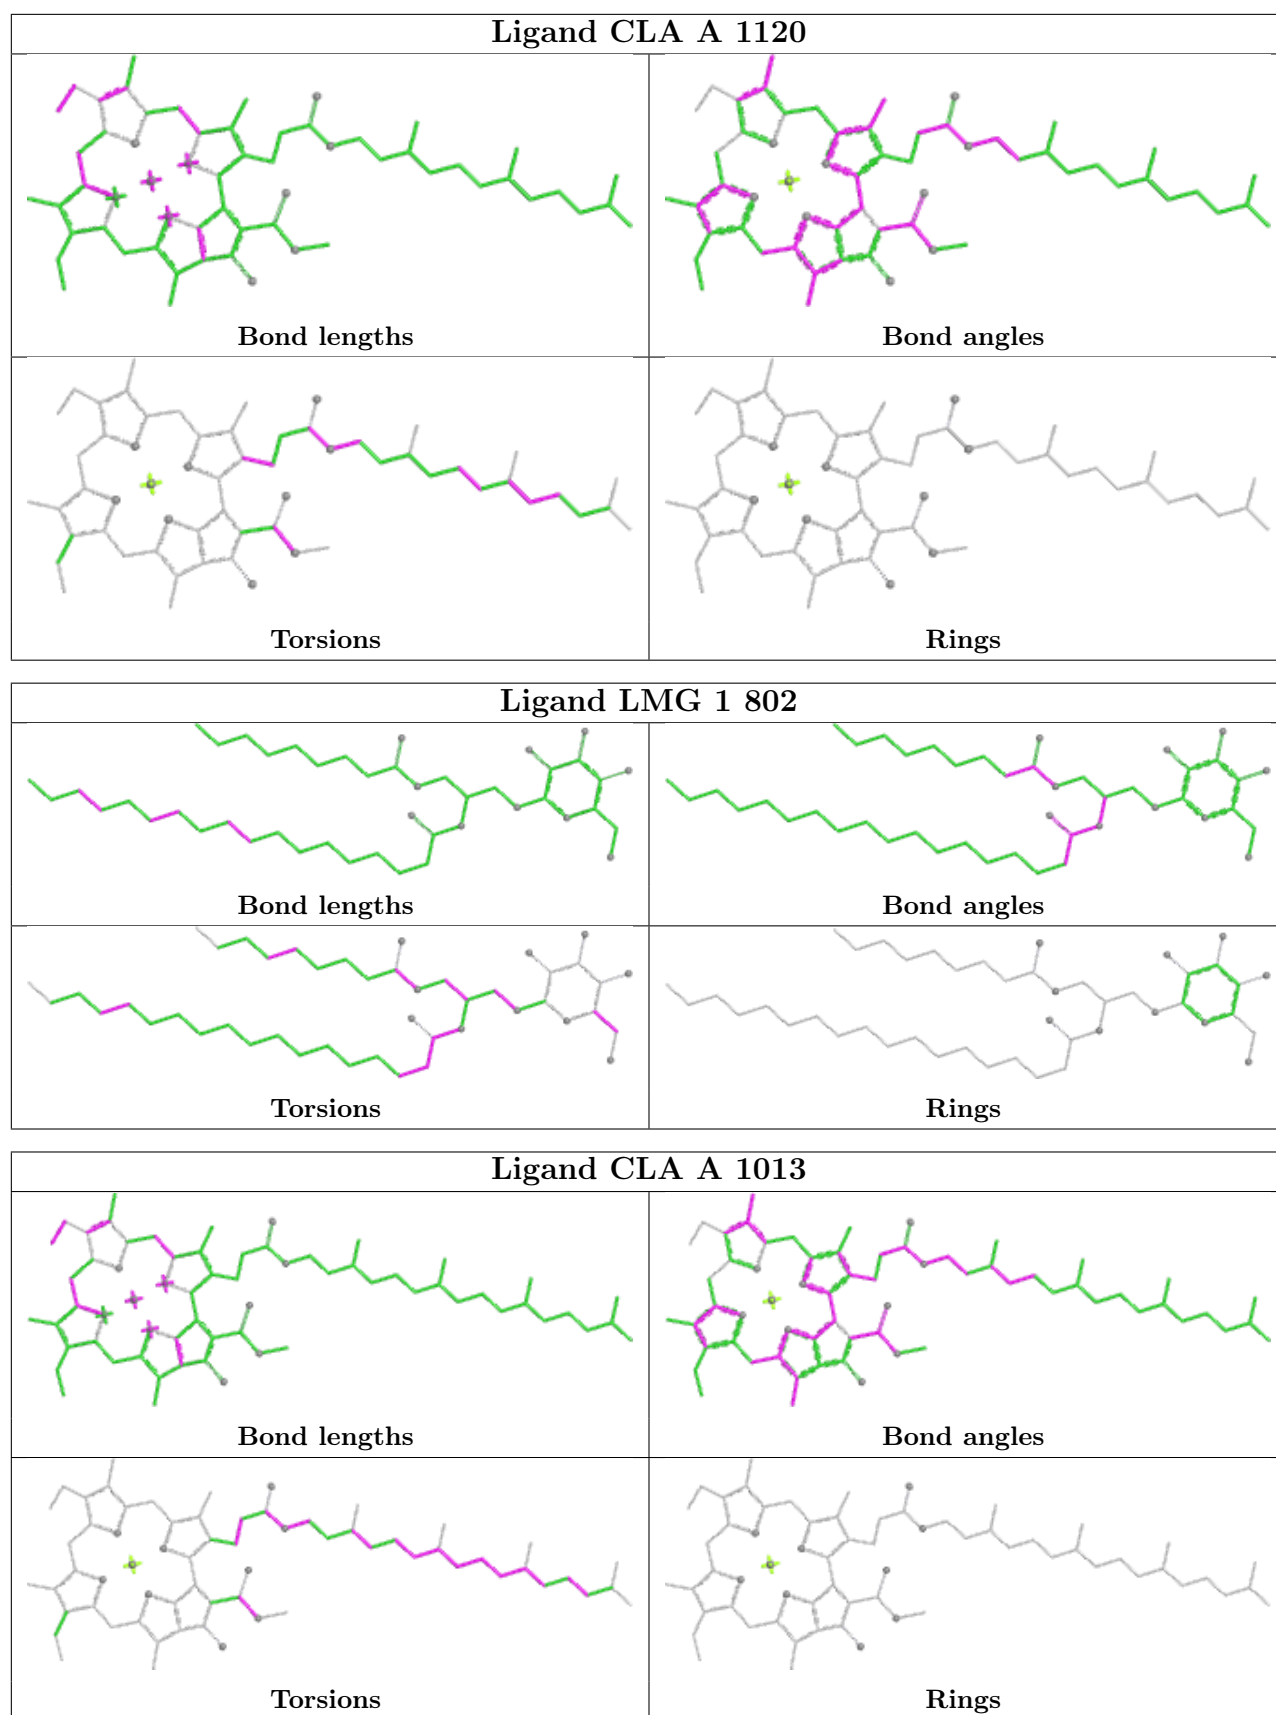 Ligand CLA A 1120
Bond lengths
Bond angles
Torsions
Rings
Ligand LMG 1 802
Bond lengths
Bond angles
Torsions
Rings
Ligand CLA A 1013
Bond lengths
Bond angles
Torsions
Rings